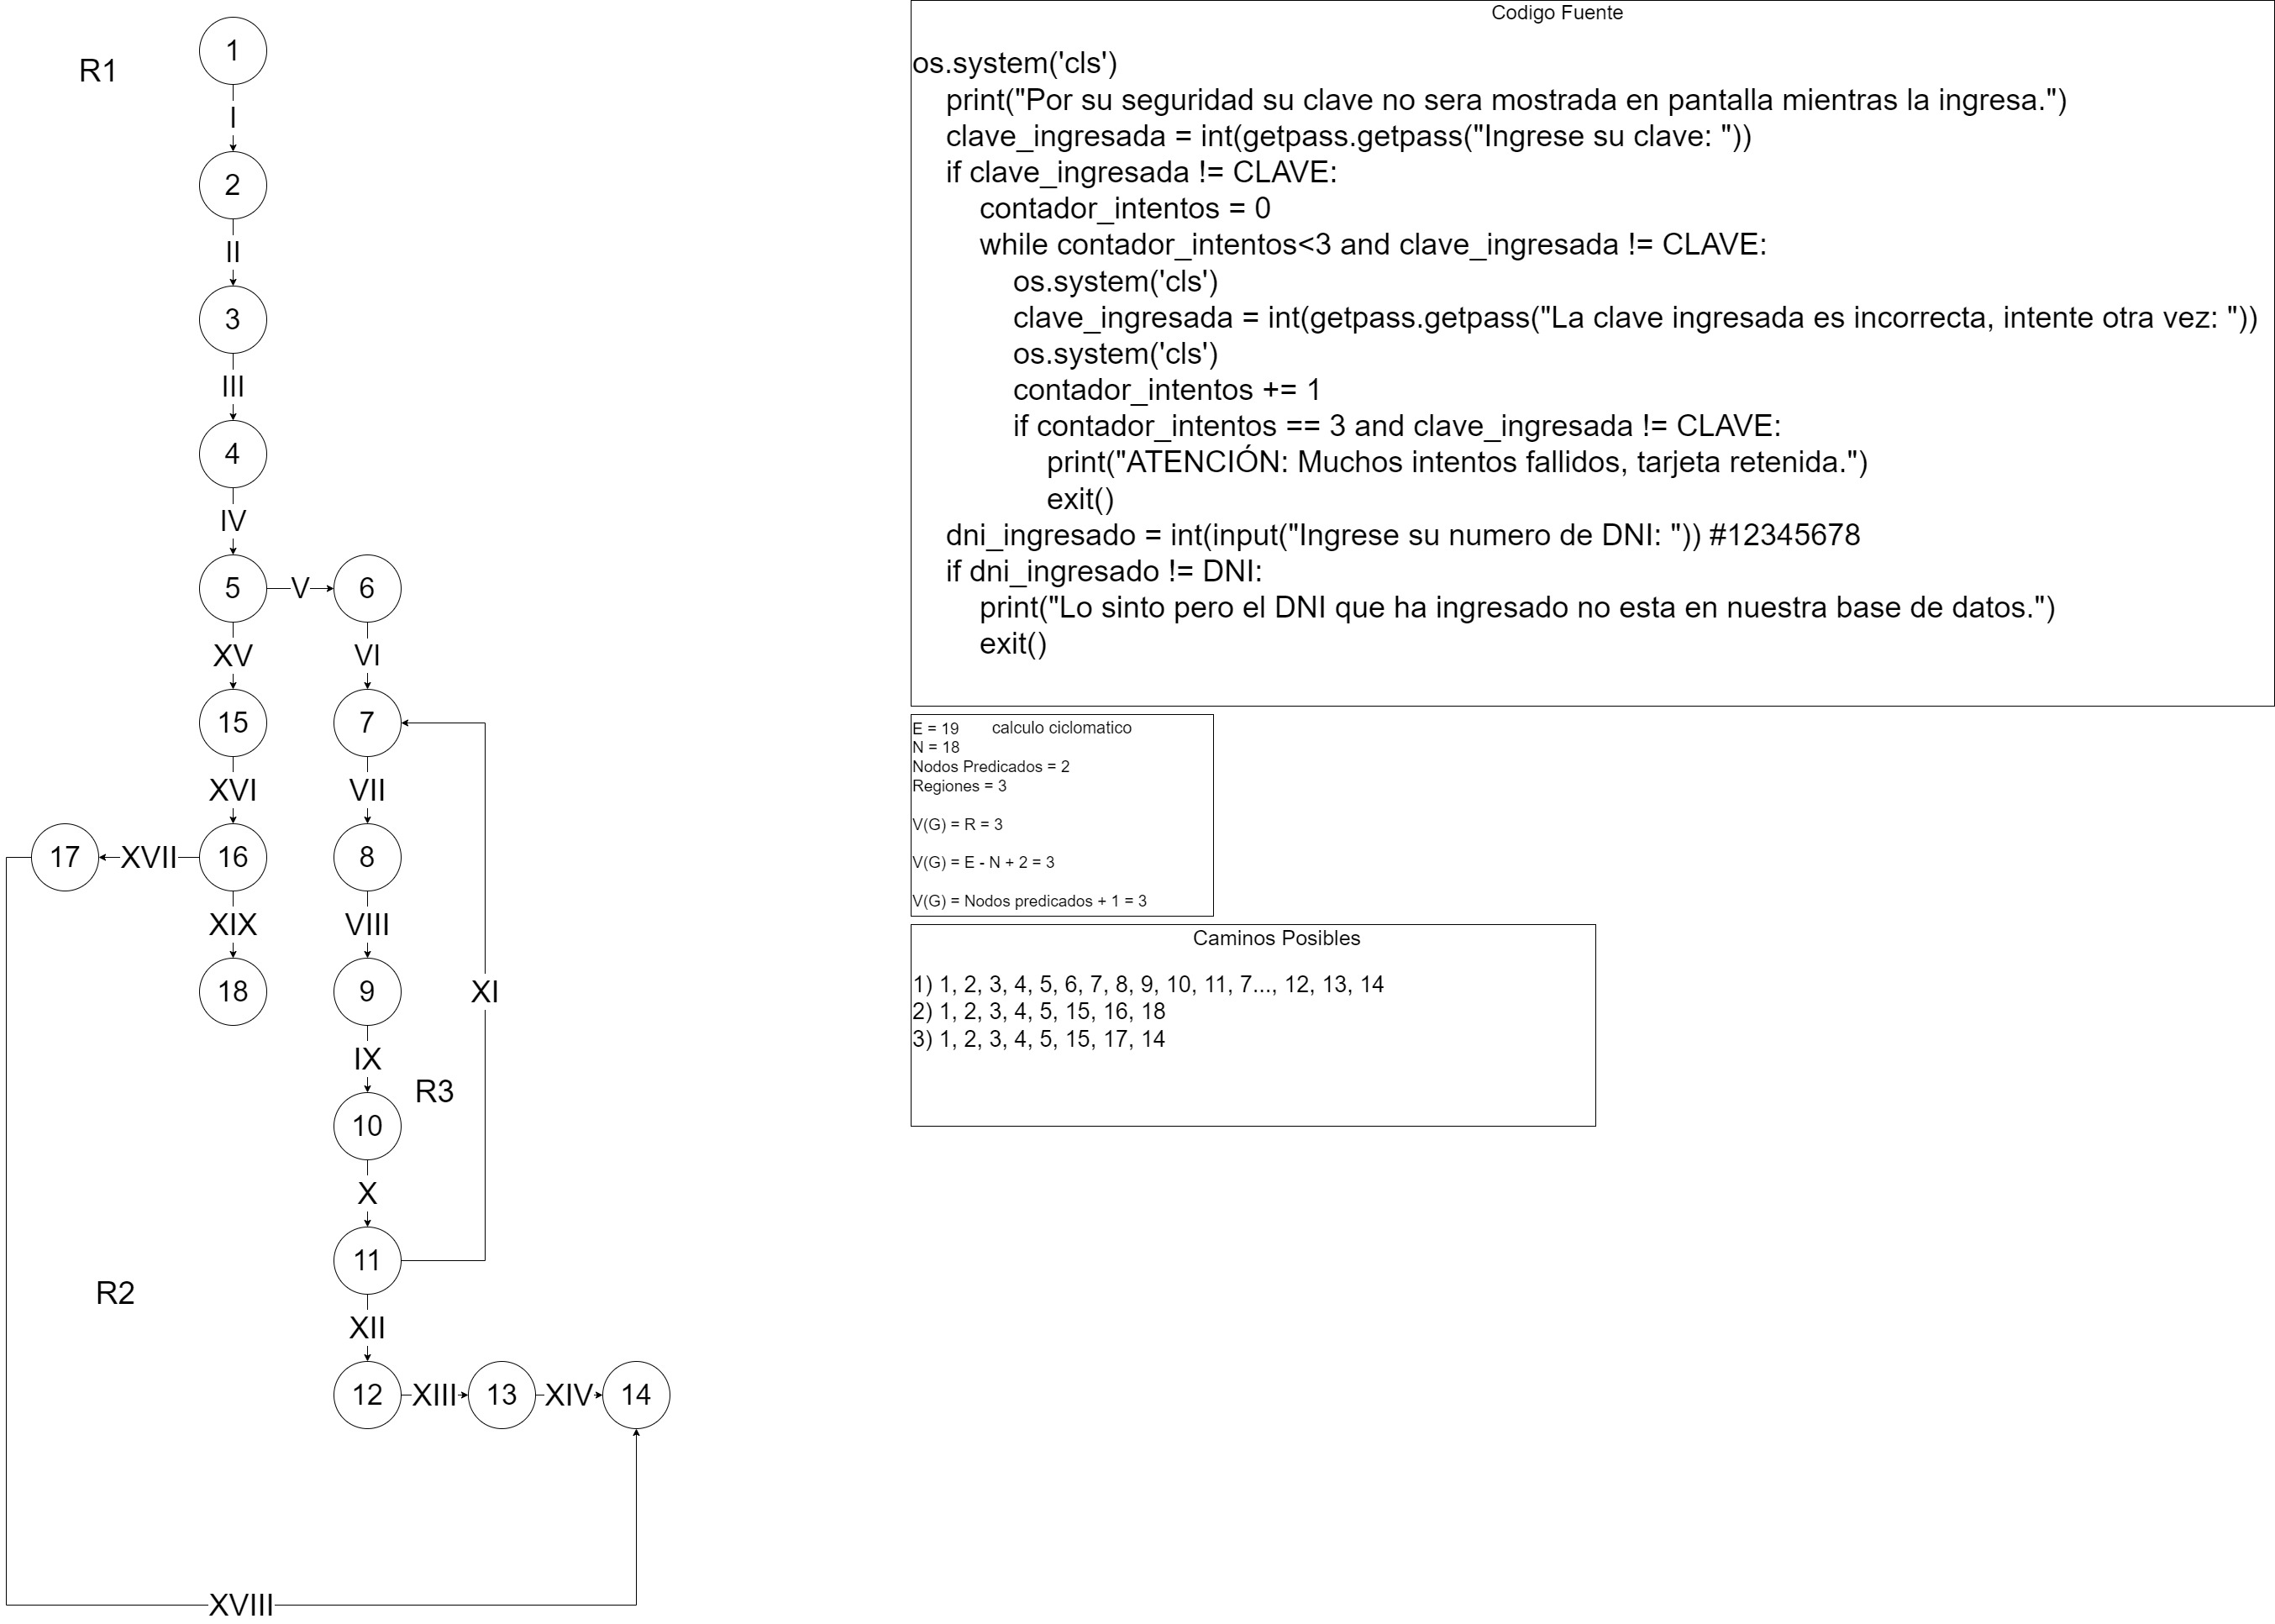 1
R1
I
2
II
3
III
4
IV
5
V
6
XV
VI
15
7
XVI
VII
17
XVII
16
8
XIX
VIII
18
9
XI
IX
R3
10
X
11
R2
XII
12
XIII
13
XIV
14
XVIII
Codigo Fuente
os.system('cls')
print("Por su seguridad su clave no sera mostrada en pantalla mientras la ingresa.")
clave_ingresada = int(getpass.getpass("Ingrese su clave: "))
if clave_ingresada != CLAVE:
contador_intentos = 0
while contador_intentos<3 and clave_ingresada != CLAVE:
os.system('cls')
clave_ingresada = int(getpass.getpass("La clave ingresada es incorrecta, intente otra vez: "))
os.system('cls')
contador_intentos += 1
if contador_intentos == 3 and clave_ingresada != CLAVE:
print("ATENCIÓN: Muchos intentos fallidos, tarjeta retenida.")
exit()
dni_ingresado = int(input("Ingrese su numero de DNI: ")) #12345678
if dni_ingresado != DNI:
print("Lo sinto pero el DNI que ha ingresado no esta en nuestra base de datos.")
exit()
E = 19 calculo ciclomatico
N = 18
Nodos Predicados = 2
Regiones = 3
V(G) = R = 3
V(G) = E - N + 2 = 3
V(G) = Nodos predicados + 1 = 3
Caminos Posibles
1) 1, 2, 3, 4, 5, 6, 7, 8, 9, 10, 11, 7..., 12, 13, 14
2) 1, 2, 3, 4, 5, 15, 16, 18
3) 1, 2, 3, 4, 5, 15, 17, 14